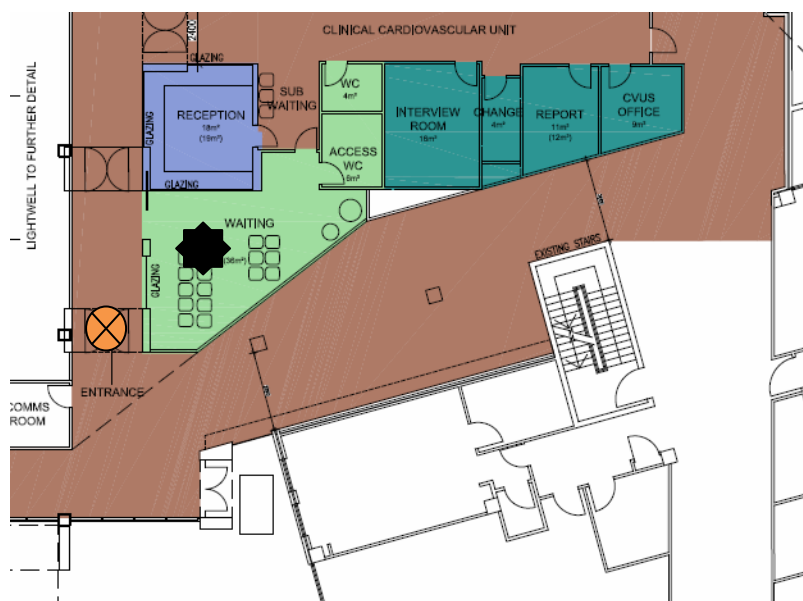 CLINICAL CARDIOVASCULAR UNIT
2400
GLAZING
LIGHTWELL TO FURTHER DETAIL
GLAZING
RECEPTION
18m²
(19m²)
GLAZING
SUB
WAITING
WC
4m²
ACCESS
WC
INTERVIEW
ROOM
CHANGE
4m²
REPORT
11m²
(12m²)
CVUS
OFFICE
9m²
WAITING
(36m²)
GLAZING
EXISTING STAIRS
ENTRANCE
COMMS
ROOM